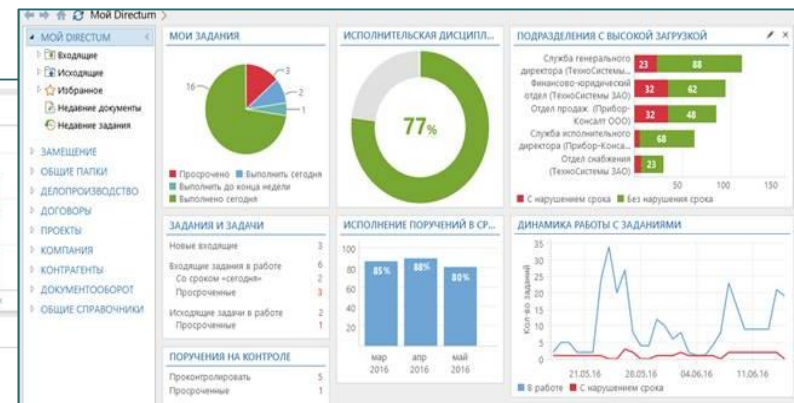 Мой Directum
МОЙ DIRECTUM
Входящие
Исходящие
Избранное
Недавние документы
Недавние задания
ЗАМЕЩЕНИЕ
ОБЩИЕ ПАПКИ
ДЕЛОПРОИЗВОДСТВО
ДОГОВОРЫ
ПРОЕКТЫ
КОМПАНИЯ
КОНТРАГЕНТЫ
ДОКУМЕНТООБОРОТ
ОБЩИЕ СПРАВОЧНИКИ
МОИ ЗАДАНИЯ
3
2
1
16
Просрочено Выполнить сегодня
Выполнить до конца недели
Выполнено сегодня
ИСПОЛНИТЕЛЬСКАЯ ДИСЦИПЛ...
77%
ПОДРАЗДЕЛЕНИЯ С ВЫСОКОЙ ЗАГРУЗКОЙ
Служба генерального
директора (ТехноСистемы...
23 88
Финансово-юридический
отдел (ТехноСистемы ЗАО)
32 62
Отдел продаж (Прибор-
Консалт ООО)
32 48
Служба исполнительного
директора (Прибор-Конса...
68
Отдел снабжения
(ТехноСистемы ЗАО)
23
50 100 150
С нарушением срока Без нарушения срока
ЗАДАНИЯ И ЗАДАЧИ
Новые входящие 3
Входящие задания в работе 6
Со сроком «сегодня» 2
Просроченные 3
Исходящие задачи в работе 2
Просроченные 1
ПОРУЧЕНИЯ НА КОНТРОЛЕ
Проконтролировать 5
Просроченные 1
ИСПОЛНЕНИЕ ПОРУЧЕНИЙ В СР...
100
80
60
40
20
85% 88% 80%
мар апр май
2016 2016 2016
ДИНАМИКА РАБОТЫ С ЗАДАНИЯМИ
Кол-во заданий
35
30
25
20
15
10
5
0
21.05.16 28.05.16 04.06.16 11.06.16
В работе С нарушением срока